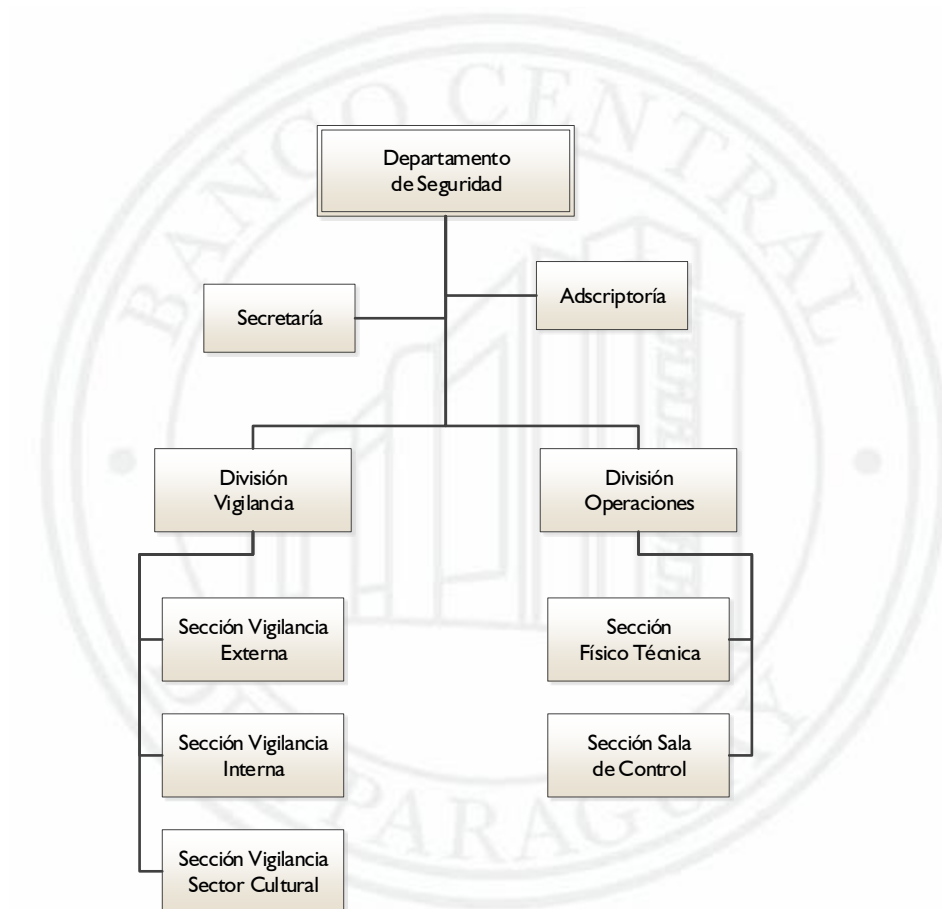 BANCO CENTRAL
DEL PARAGUAY
Departamento
de Seguridad
Secretaría
Adscriptoría
División
Vigilancia
División
Operaciones
Sección Vigilancia
Externa
Sección
Físico Técnica
Sección Vigilancia
Interna
Sección Sala
de Control
Sección Vigilancia
Sector Cultural